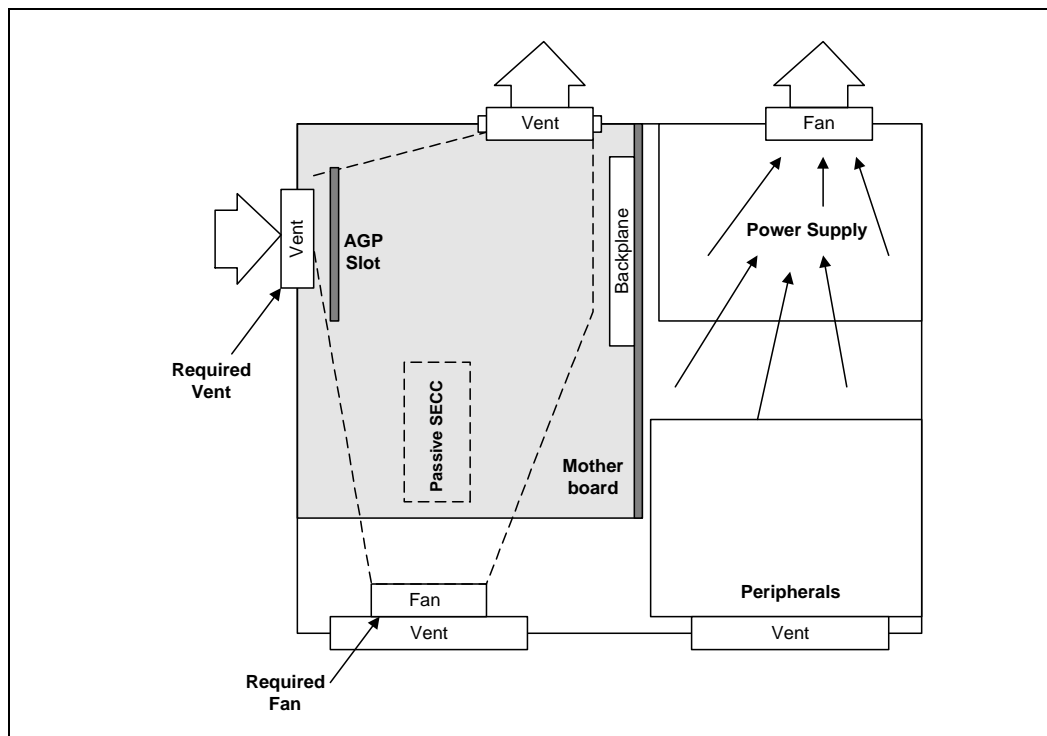 Vent
Fan
Vent
AGP
Slot
Backplane
Power Supply
Required
Vent
Passive SECC
Mother
board
Peripherals
Fan
Vent
Vent
Required
Fan